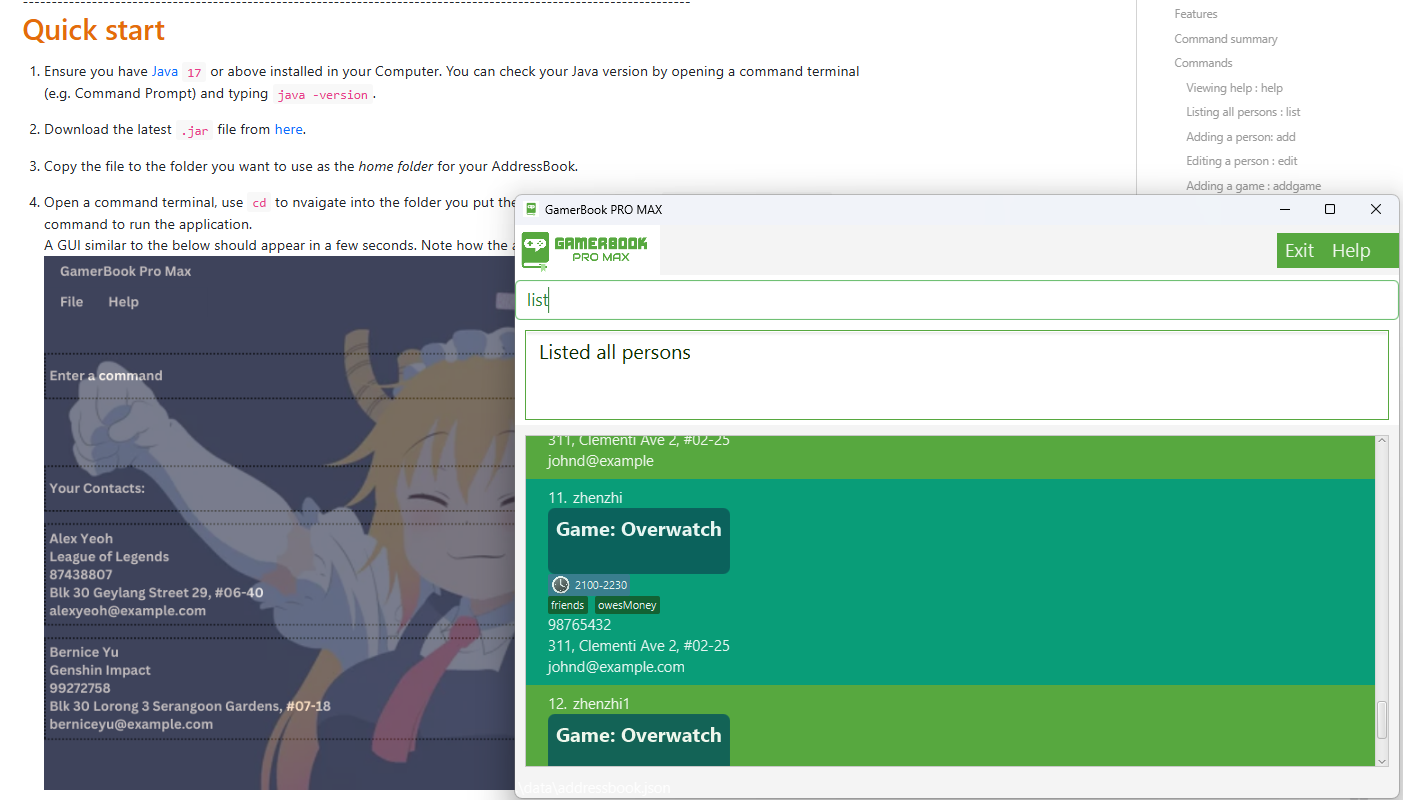 Quick start
1. Ensure you have Java 17 or above installed in your Computer. You can check your Java version by opening a command terminal
(e.g. Command Prompt) and typing java -version.
2. Download the latest .jar file from here.
3. Copy the file to the folder you want to use as the home folder for your AddressBook.
4. Open a command terminal, use cd to nvaigate into the folder you put the
command to run the application.
A GUI similar to the below should appear in a few seconds. Note how the a
GamerBook Pro Max
File Help
Enter a command
Your Contacts:
Alex Yeoh
League of Legends
87438807
Blk 30 Geylang Street 29, #06-40
alexyeoh@example.com
Bernice Yu
Genshin Impact
99272758
Blk 30 Lorong 3 Serangoon Gardens, #07-18
berniceyu@example.com
Features
Command summary
Commands
Viewing help : help
Listing all persons : list
Adding a person: add
Editing a person : edit
Adding a game : addgame
GamerBook PRO MAX
GAMERBOOK
PRO MAX
Exit Help
list
Listed all persons
311, Clementi Ave 2, #02-25
johnd@example
11. zhenzhi
Game: Overwatch
2100-2230
friends owesMoney
98765432
311, Clementi Ave 2, #02-25
johnd@example.com
12. zhenzhi1
Game: Overwatch
\data\addressbook.json